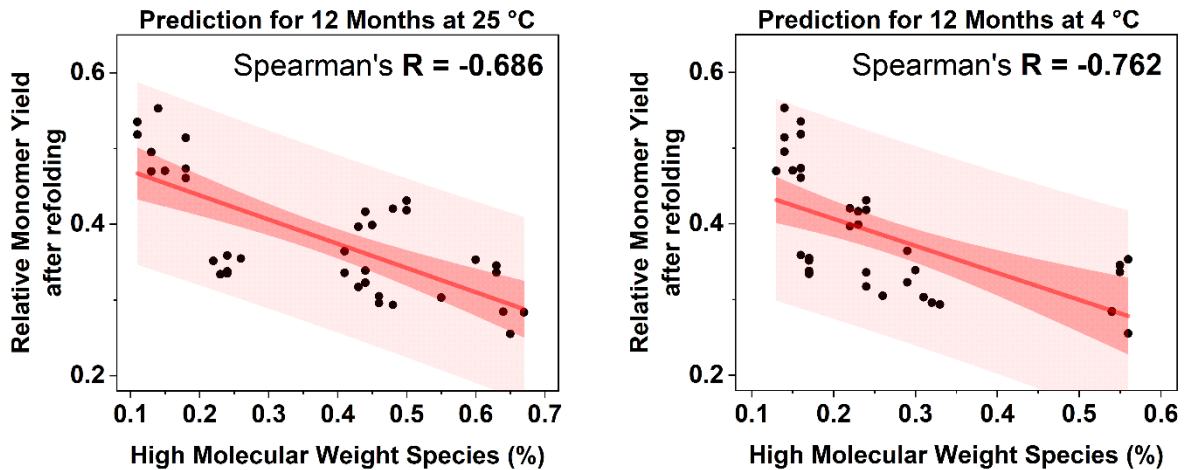 Prediction for 12 Months at 25 °C
Spearman's R = -0.686
0.6
0.4
0.2
Relative Monomer Yield
after refolding
0.1 0.2 0.3 0.4 0.5 0.6 0.7
High Molecular Weight Species (%)
Prediction for 12 Months at 4 °C
Spearman's R = -0.762
0.6
0.4
0.2
Relative Monomer Yield
after refolding
0.1 0.2 0.3 0.4 0.5 0.6
High Molecular Weight Species (%)